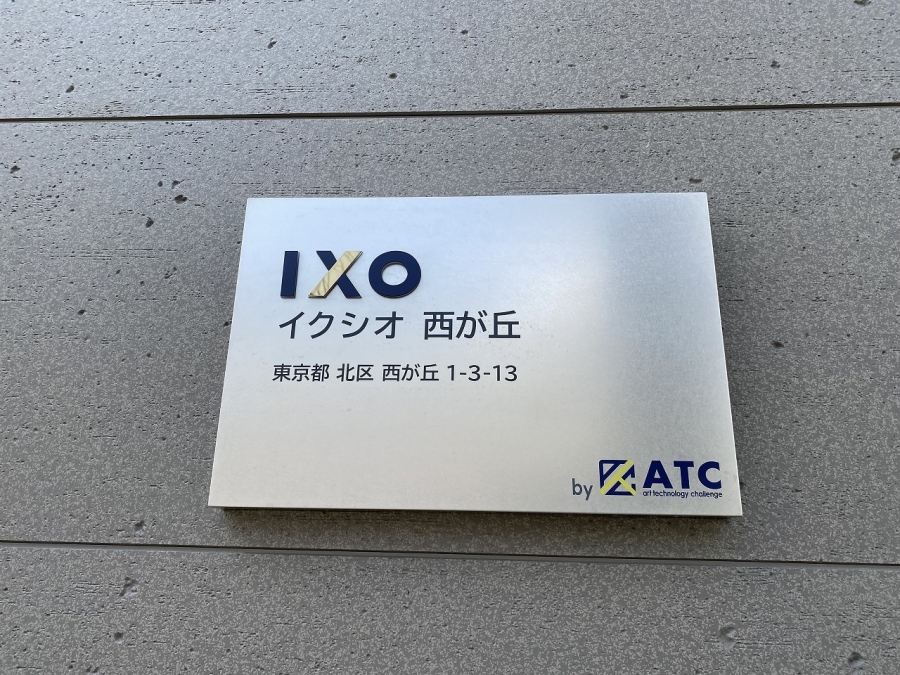 IXO
イクシオ 西が丘
東京都 北区 西が丘 1-3-13
by ATC
art technology challenge